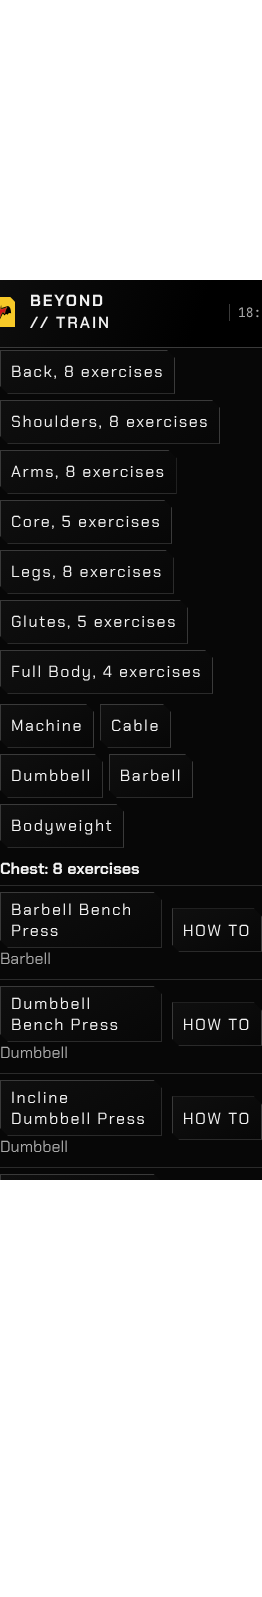 BEYOND
// TRAIN
18:
Back, 8 exercises
Shoulders, 8 exercises
Arms, 8 exercises
Core, 5 exercises
Legs, 8 exercises
Glutes, 5 exercises
Full Body, 4 exercises
Machine
Cable
Dumbbell
Barbell
Bodyweight
Chest: 8 exercises
Barbell Bench
Press
HOW TO
Barbell
Dumbbell
Bench Press
HOW TO
Dumbbell
Incline
Dumbbell Press
HOW TO
Dumbbell